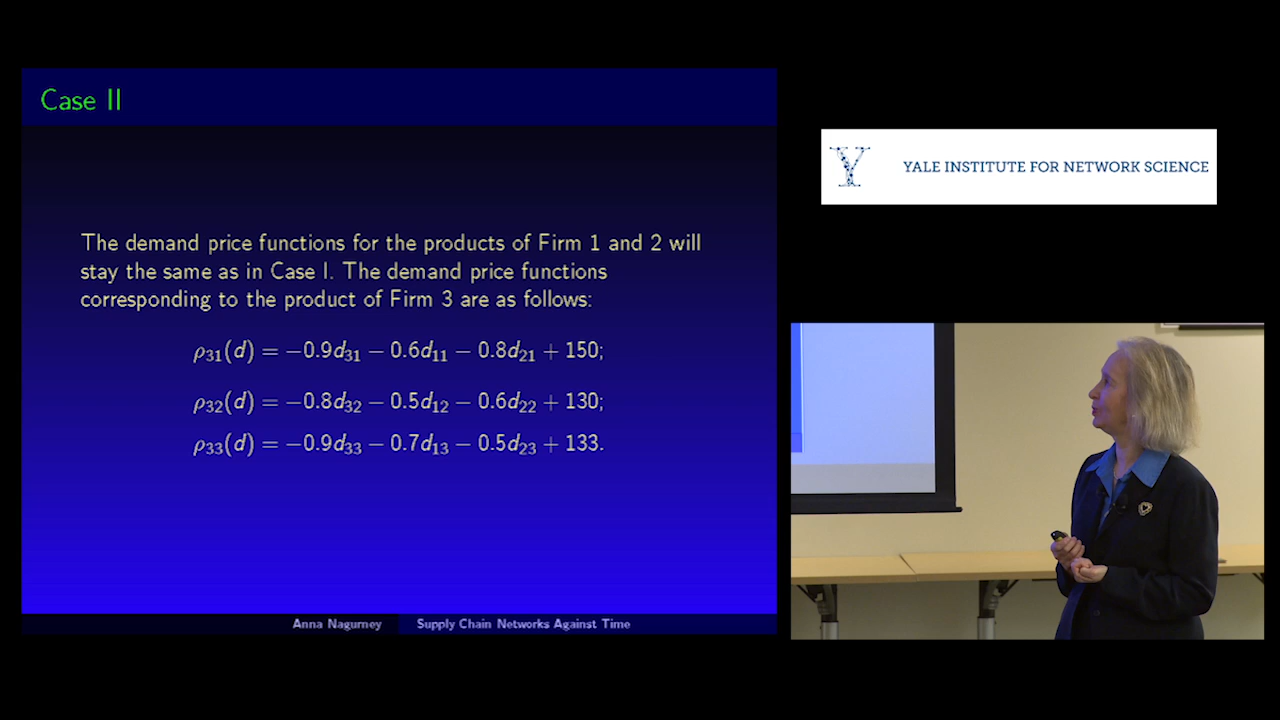 Case II
The demand price functions for the products of Firm 1 and 2 will
stay the same as in Case I. The demand price functions
corresponding to the product of Firm 3 are as follows:
ρ₃₁(d) = −0.9d₃₁ − 0.6d₁₁ − 0.8d₂₁ + 150;
ρ₃₂(d) = −0.8d₃₂ − 0.5d₁₂ − 0.6d₂₂ + 130;
ρ₃₃(d) = −0.9d₃₃ − 0.7d₁₃ − 0.5d₂₃ + 133.
Anna Nagurney Supply Chain Networks Against Time
Y YALE INSTITUTE FOR NETWORK SCIENCE